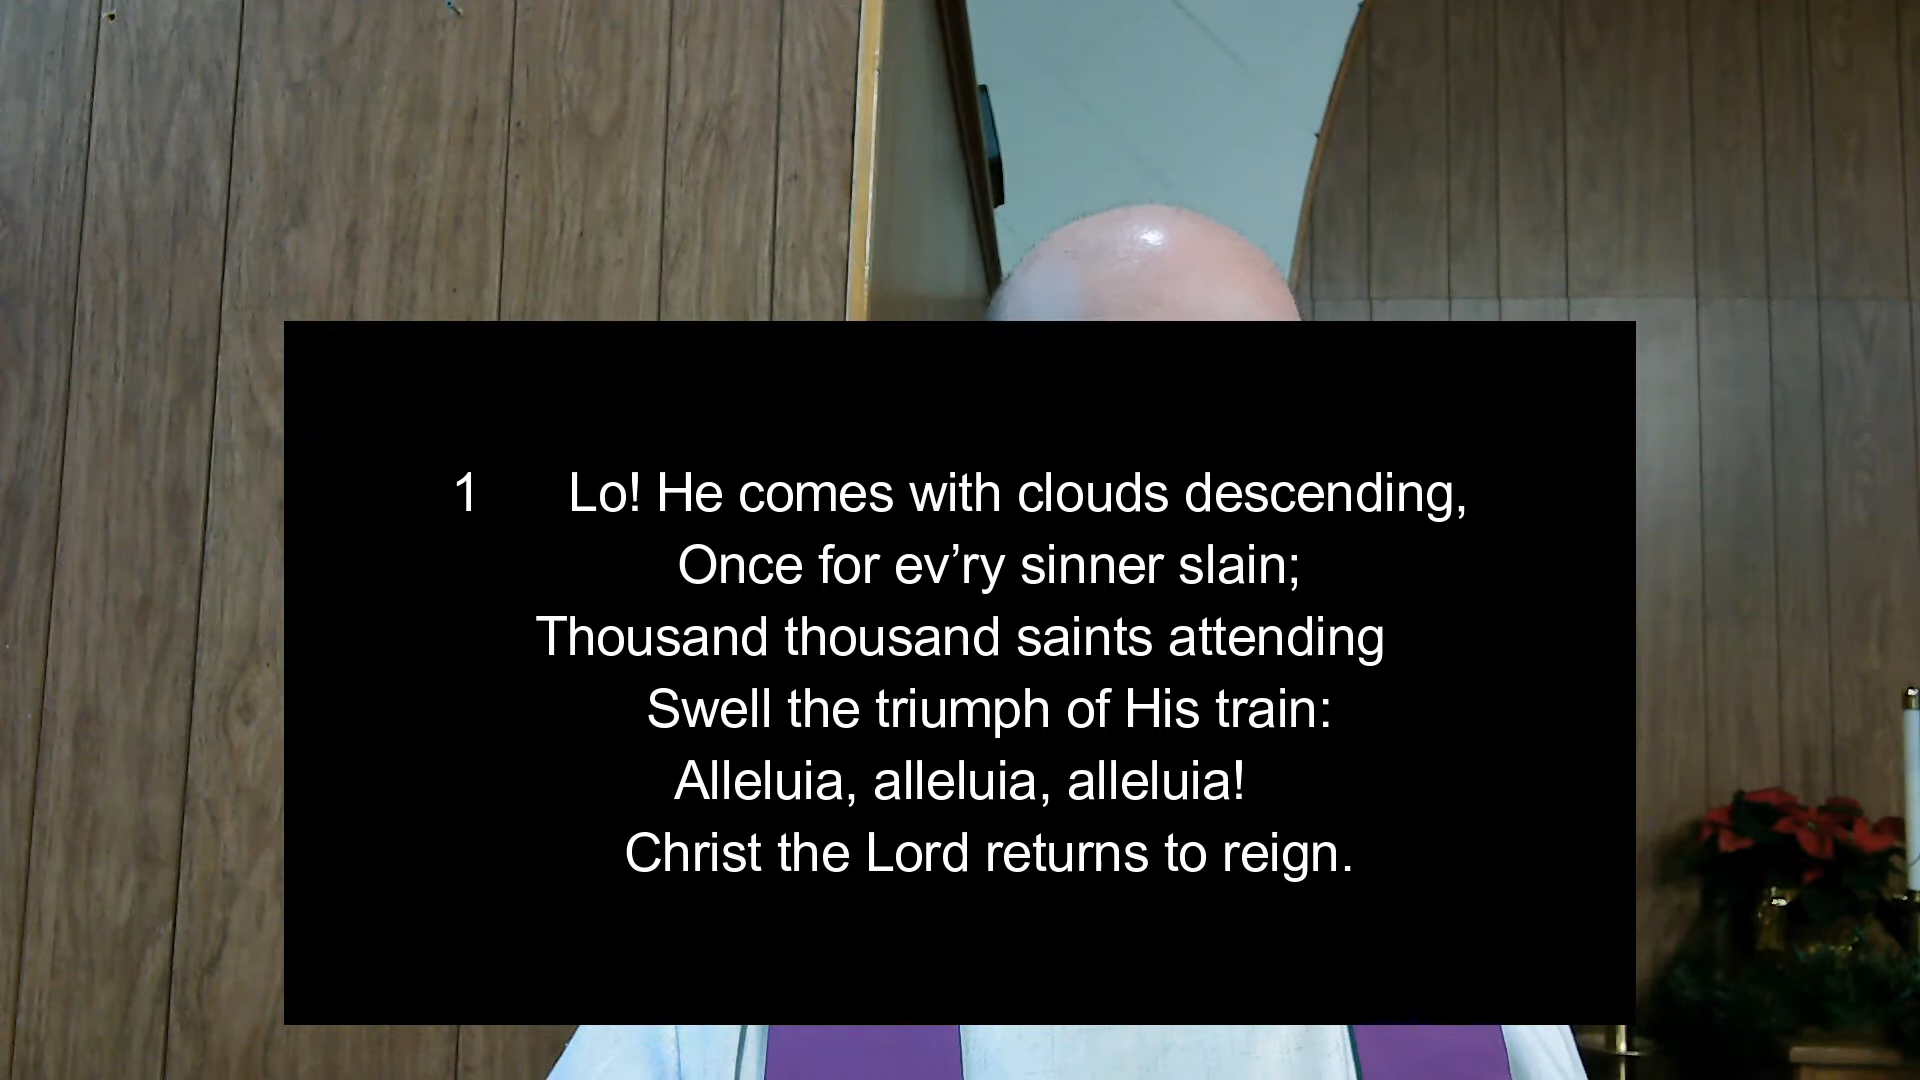 1 Lo! He comes with clouds descending,
Once for ev’ry sinner slain;
Thousand thousand saints attending
Swell the triumph of His train:
Alleluia, alleluia, alleluia!
Christ the Lord returns to reign.